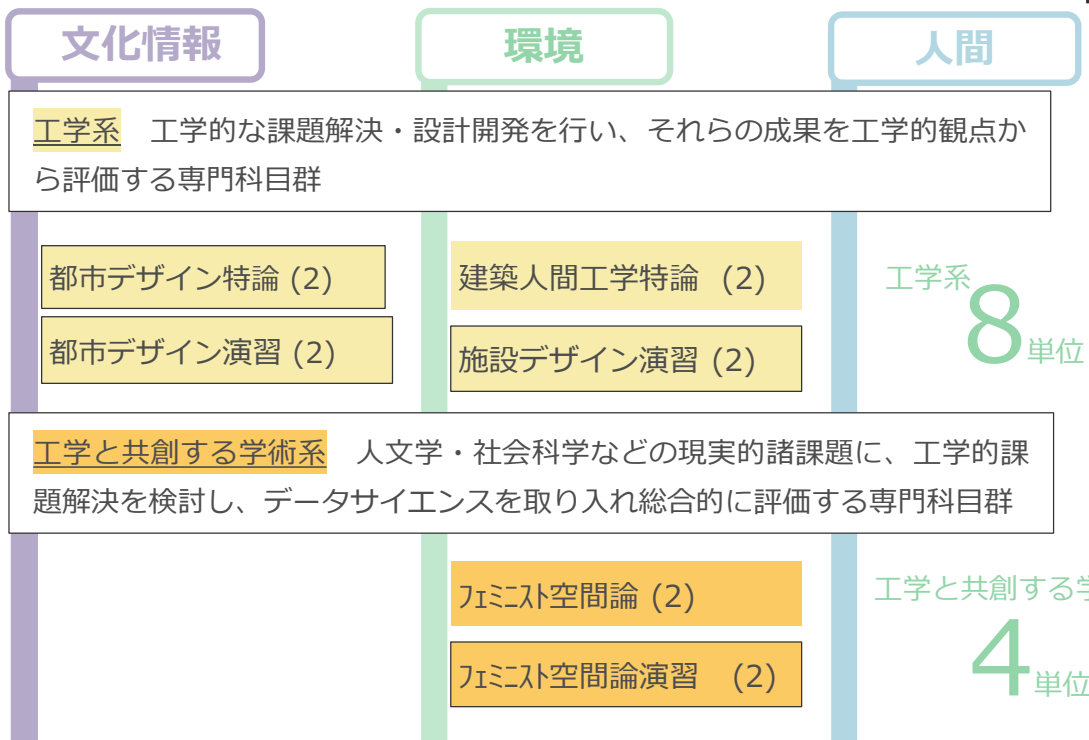 文化情報
環境
人間
工学系　工学的な課題解決・設計開発を行い、それらの成果を工学的観点か
ら評価する専門科目群
都市デザイン特論 (2)
建築人間工学特論 (2)
工学系
8単位
都市デザイン演習 (2)
施設デザイン演習 (2)
工学と共創する学術系　人文学・社会科学などの現実的諸課題に、工学的課
題解決を検討し、データサイエンスを取り入れ総合的に評価する専門科目群
ﾌｪﾐﾆｽﾄ空間論 (2)
工学と共創する学
4単位
ﾌｪﾐﾆｽﾄ空間論演習　(2)